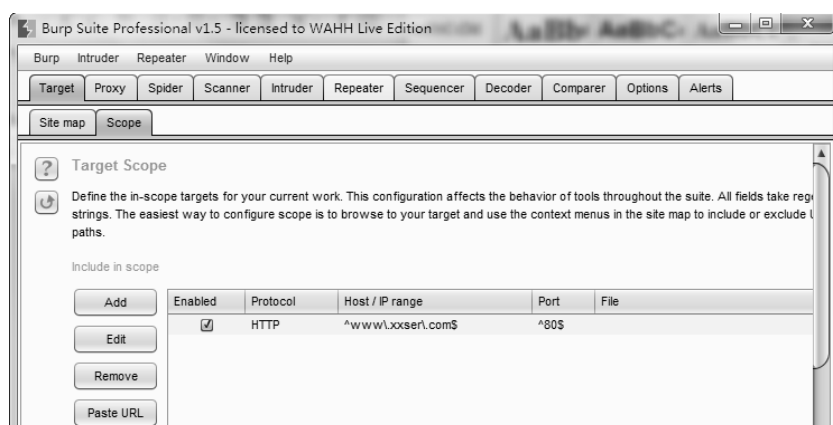 Burp Suite Professional v1.5 - licensed to WAHH Live Edition
Burp Intruder Repeater Window Help
Target Proxy Spider Scanner Intruder Repeater Sequencer Decoder Comparer Options Alerts
Site map Scope
? Target Scope
Define the in-scope targets for your current work. This configuration affects the behavior of tools throughout the suite. All fields take reg
strings. The easiest way to configure scope is to browse to your target and use the context menus in the site map to include or exclude
paths.
Include in scope
Add Enabled Protocol Host / IP range Port File
HTTP ^www\.xxser\.com$ ^80$
Edit
Remove
Paste URL